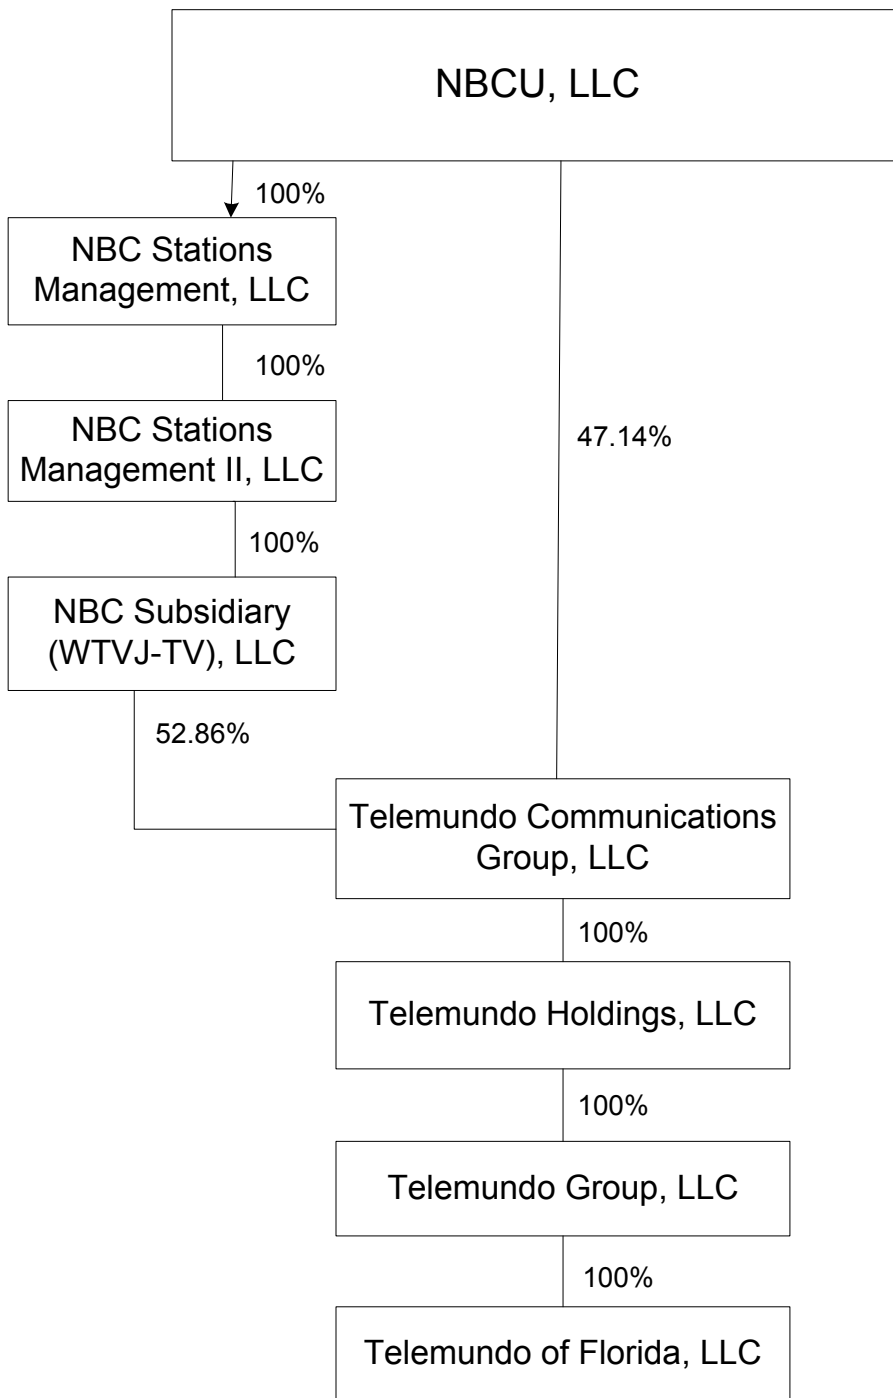 NBCU, LLC
100%
NBC Stations
Management, LLC
100%
NBC Stations
Management II, LLC
47.14%
100%
NBC Subsidiary
(WTVJ-TV), LLC
52.86%
Telemundo Communications
Group, LLC
100%
Telemundo Holdings, LLC
100%
Telemundo Group, LLC
100%
Telemundo of Florida, LLC